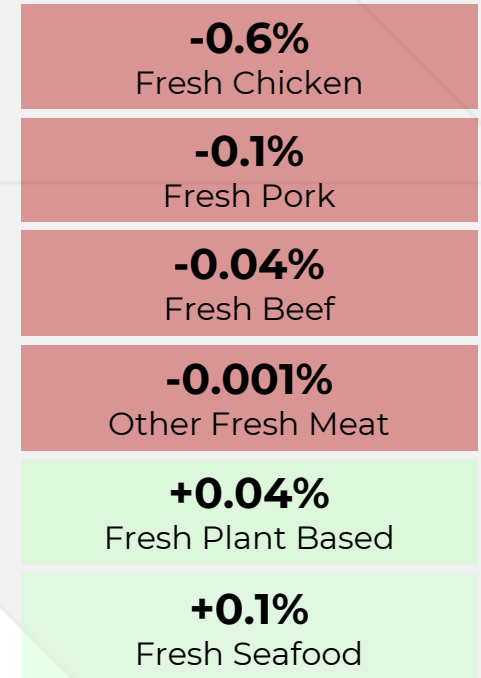 -0.6%
Fresh Chicken
-0.1%
Fresh Pork
-0.04%
Fresh Beef
-0.001%
Other Fresh Meat
+0.04%
Fresh Plant Based
+0.1%
Fresh Seafood